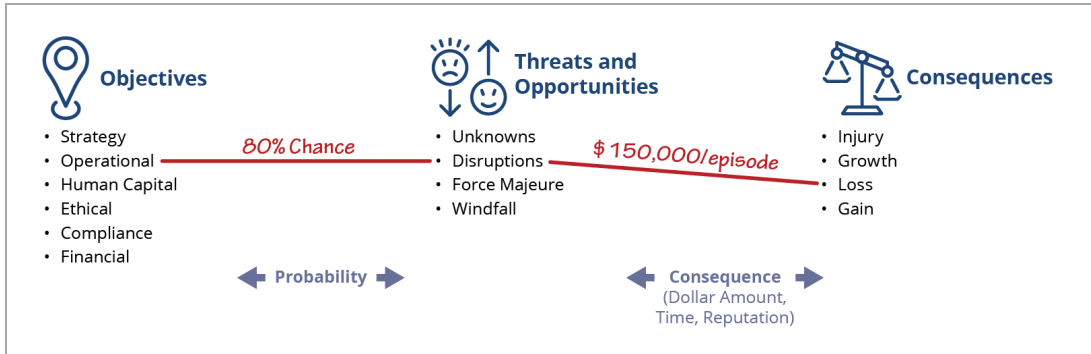 Objectives
• Strategy
• Operational
• Human Capital
• Ethical
• Compliance
• Financial
80% Chance
Probability
Threats and
Opportunities
• Unknowns
• Disruptions
• Force Majeure
• Windfall
$150,000/episode
Consequence
(Dollar Amount,
Time, Reputation)
Consequences
• Injury
• Growth
• Loss
• Gain